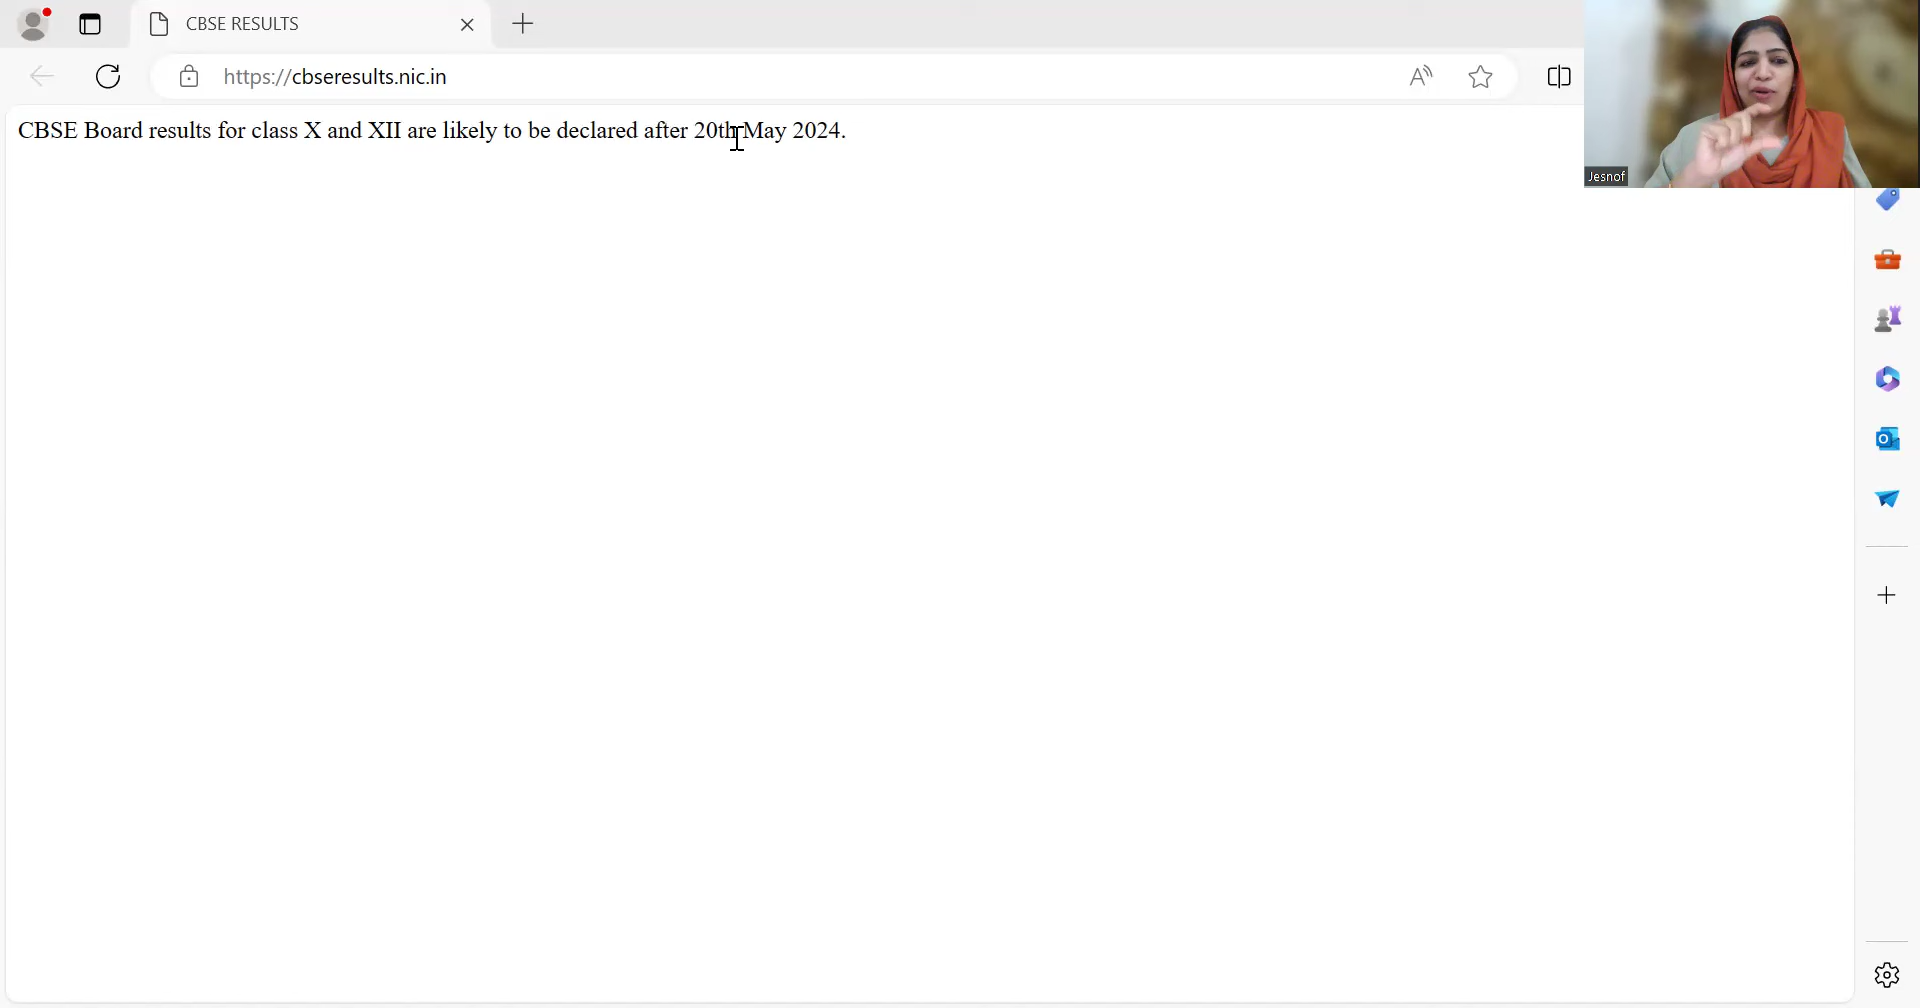 CBSE RESULTS
https://cbseresults.nic.in
CBSE Board results for class X and XII are likely to be declared after 20th May 2024.
Jesnof